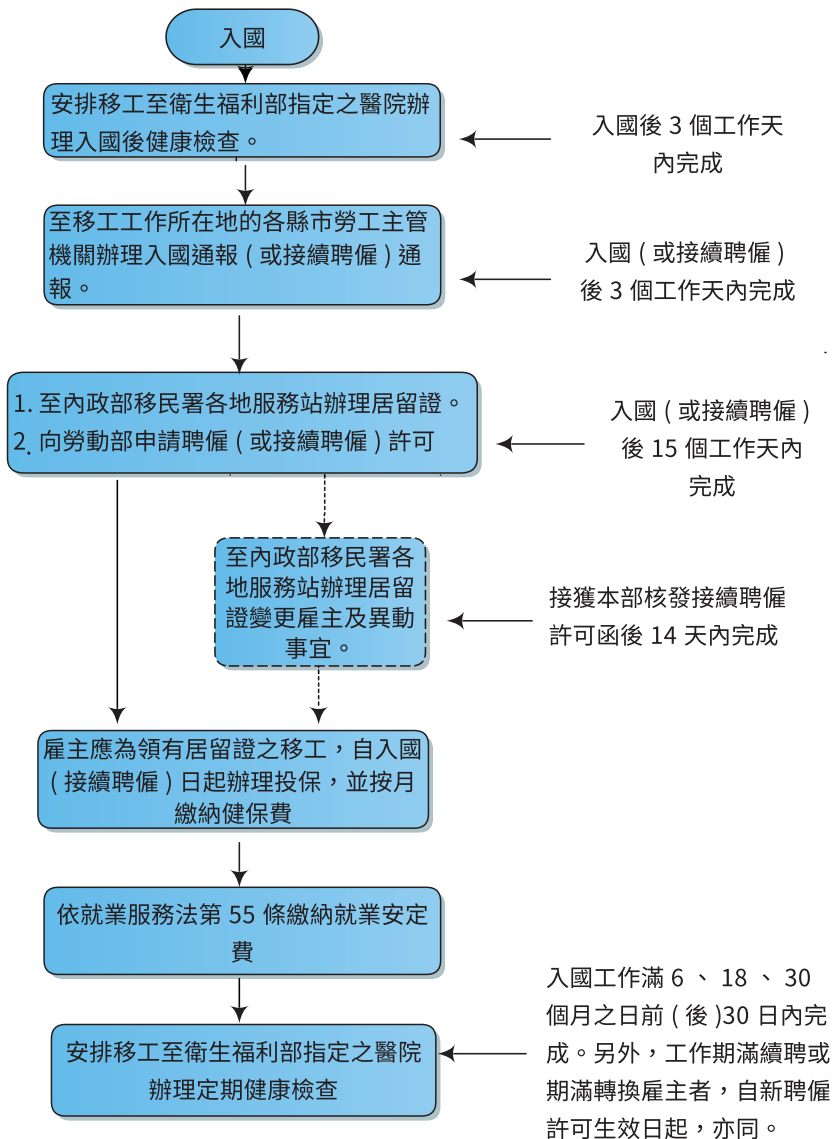 入國
安排移工至衛生福利部指定之醫院辦
理入國後健康檢查。
入國後 3 個工作天
內完成
至移工工作所在地的各縣市勞工主管
機關辦理入國通報 ( 或接續聘僱 ) 通
報。
入國 ( 或接續聘僱 )
後 3 個工作天內完成
1. 至內政部移民署各地服務站辦理居留證。
2. 向勞動部申請聘僱 ( 或接續聘僱 ) 許可
入國 ( 或接續聘僱 )
後 15 個工作天內
完成
至內政部移民署各
地服務站辦理居留
證變更雇主及異動
事宜。
接獲本部核發接續聘僱
許可函後 14 天內完成
雇主應為領有居留證之移工，自入國
( 接續聘僱 ) 日起辦理投保，並按月
繳納健保費
依就業服務法第 55 條繳納就業安定
費
安排移工至衛生福利部指定之醫院
辦理定期健康檢查
入國工作滿 6 、 18 、 30
個月之日前 ( 後 )30 日內完
成。另外，工作期滿續聘或
期滿轉換雇主者，自新聘僱
許可生效日起，亦同。